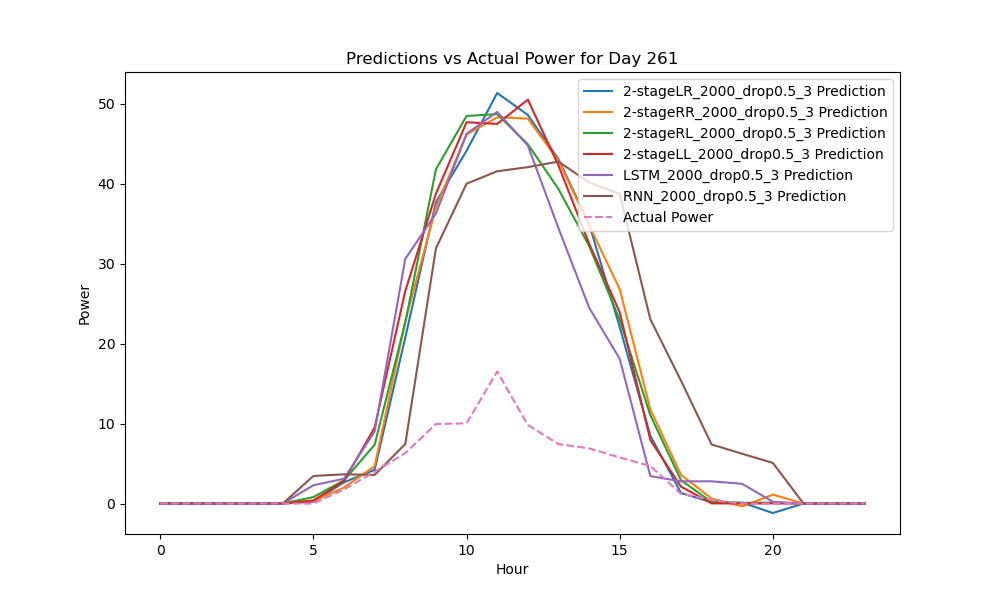 Predictions vs Actual Power for Day 261
2-stageLR_2000_drop0.5_3 Prediction
2-stageRR_2000_drop0.5_3 Prediction
2-stageRL_2000_drop0.5_3 Prediction
2-stageLL_2000_drop0.5_3 Prediction
LSTM_2000_drop0.5_3 Prediction
RNN_2000_drop0.5_3 Prediction
Actual Power
50
40
30
20
10
0
Power
0 5 10 15 20
Hour